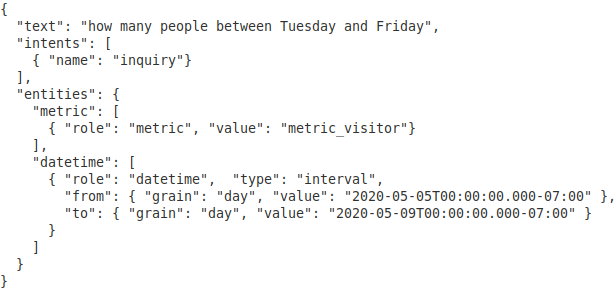 {
  "text": "how many people between Tuesday and Friday",
  "intents": [
    { "name": "inquiry"}
  ],
  "entities": {
    "metric": [
      { "role": "metric", "value": "metric_visitor"}
    ],
    "datetime": [
      { "role": "datetime",  "type": "interval",
        "from": { "grain": "day", "value": "2020-05-05T00:00:00.000-07:00" },
        "to": { "grain": "day", "value": "2020-05-09T00:00:00.000-07:00" }
      }
    ]
  }
}